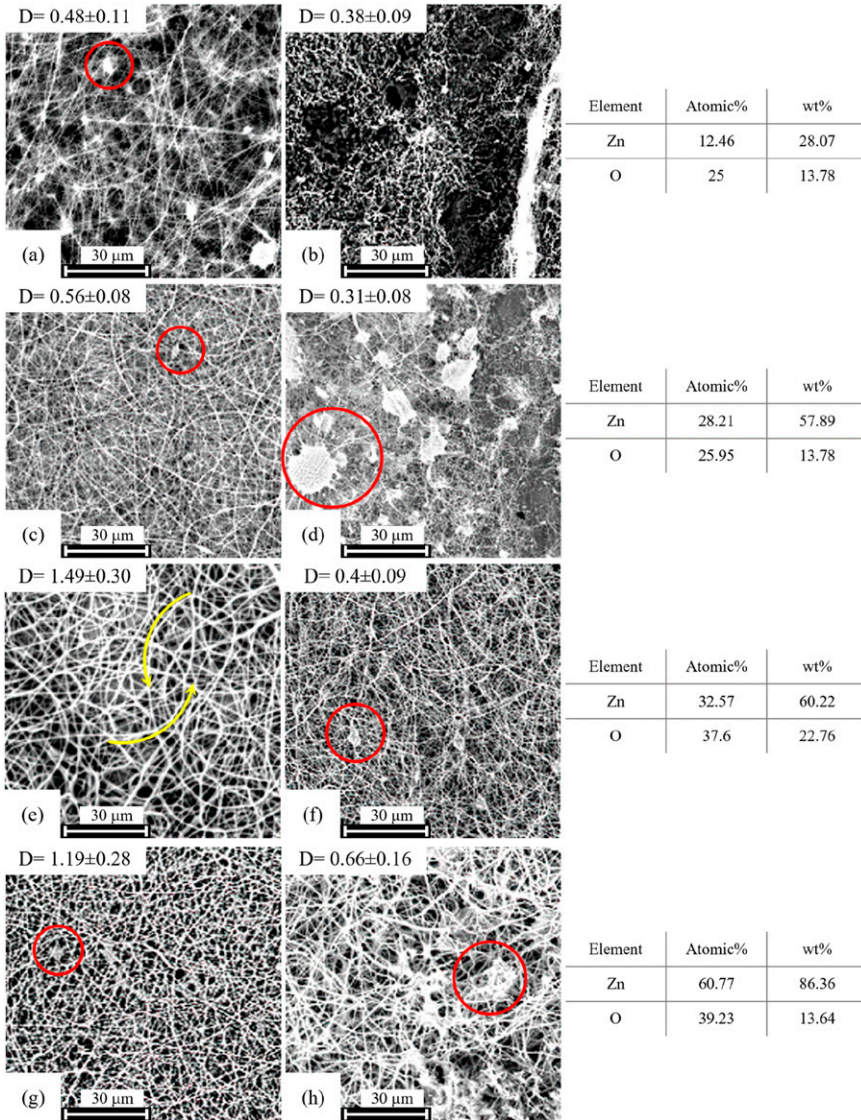 D= 0.48±0.11
D= 0.38±0.09
(a)
30 μm
(b)
30 μm
Element Atomic% wt%
Zn 12.46 28.07
O 25 13.78
D= 0.56±0.08
D= 0.31±0.08
(c)
30 μm
(d)
30 μm
Element Atomic% wt%
Zn 28.21 57.89
O 25.95 13.78
D= 1.49±0.30
D= 0.4±0.09
(e)
30 μm
(f)
30 μm
Element Atomic% wt%
Zn 32.57 60.22
O 37.6 22.76
D= 1.19±0.28
D= 0.66±0.16
(g)
30 μm
(h)
30 μm
Element Atomic% wt%
Zn 60.77 86.36
O 39.23 13.64